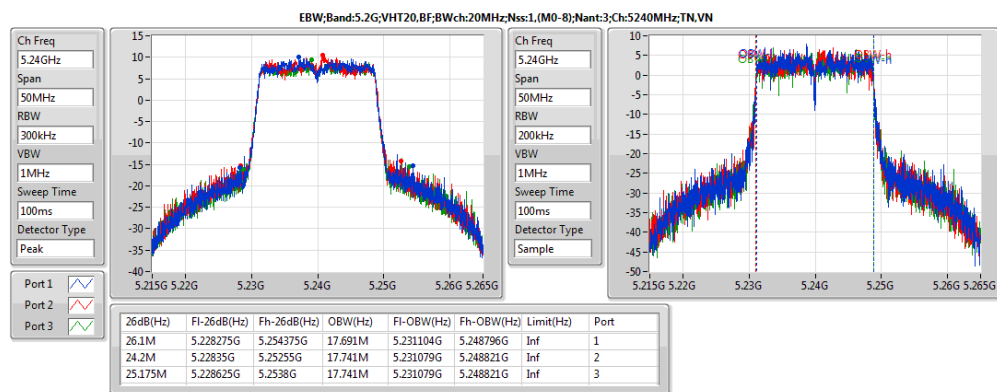 EBW;Band:5.2G;VHT20,BF;BWch:20MHz;Nss:1,(M0-8);Nant:3;Ch:5240MHz;TN,VN
Ch Freq
5.24GHz
Span
50MHz
RBW
300kHz
VBW
1MHz
Sweep Time
100ms
Detector Type
Peak
15
10
5
0
-5
-10
-15
-20
-25
-30
-35
-40
5.215G 5.22G 5.23G 5.24G 5.25G 5.26G 5.265G
Ch Freq
5.24GHz
Span
50MHz
RBW
200kHz
VBW
1MHz
Sweep Time
100ms
Detector Type
Sample
10
5
0
-5
-10
-15
-20
-25
-30
-35
-40
-45
-50
5.215G 5.22G 5.23G 5.24G 5.25G 5.26G 5.265G
Port 1
Port 2
Port 3
26dB(Hz) Fl-26dB(Hz) Fh-26dB(Hz) OBW(Hz) Fl-OBW(Hz) Fh-OBW(Hz) Limit(Hz) Port
26.1M 5.228275G 5.254375G 17.691M 5.231104G 5.248796G Inf 1
24.2M 5.22835G 5.25255G 17.741M 5.231079G 5.248821G Inf 2
25.175M 5.228625G 5.2538G 17.741M 5.231079G 5.248821G Inf 3